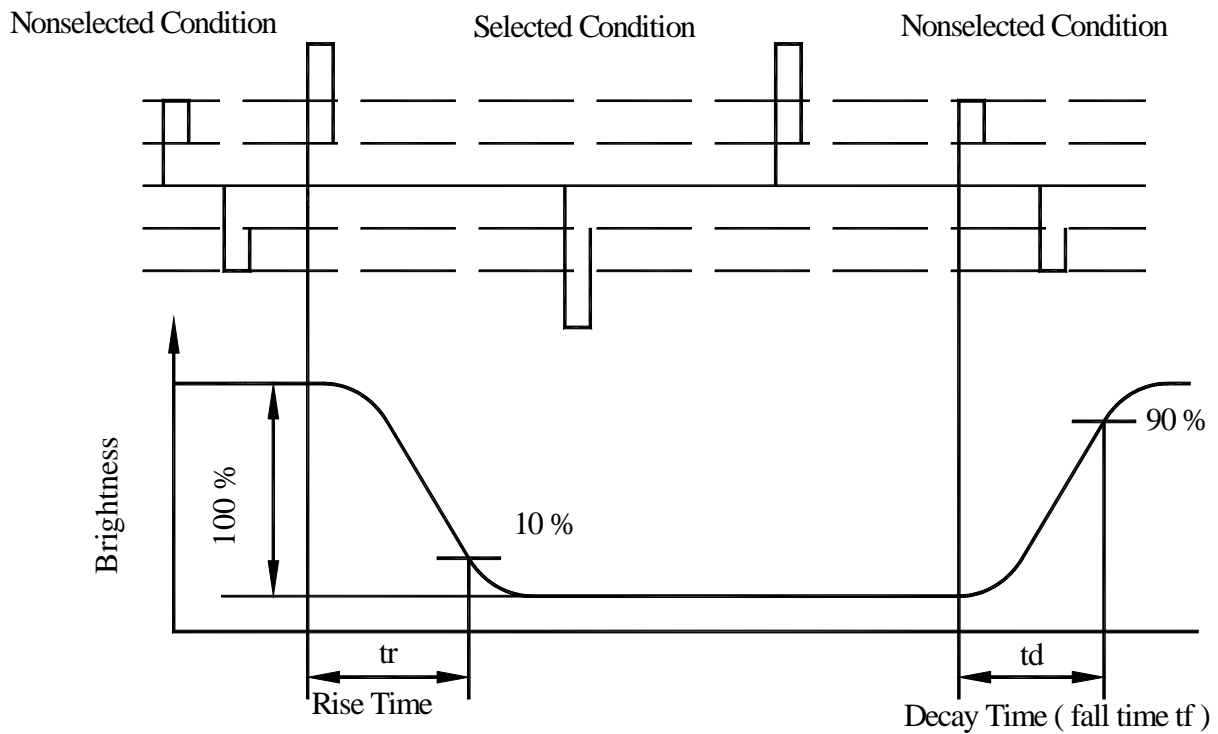 Nonselected Condition
Selected Condition
Nonselected Condition
Brightness
100 %
10 %
90 %
tr
Rise Time
td
Decay Time ( fall time tf )